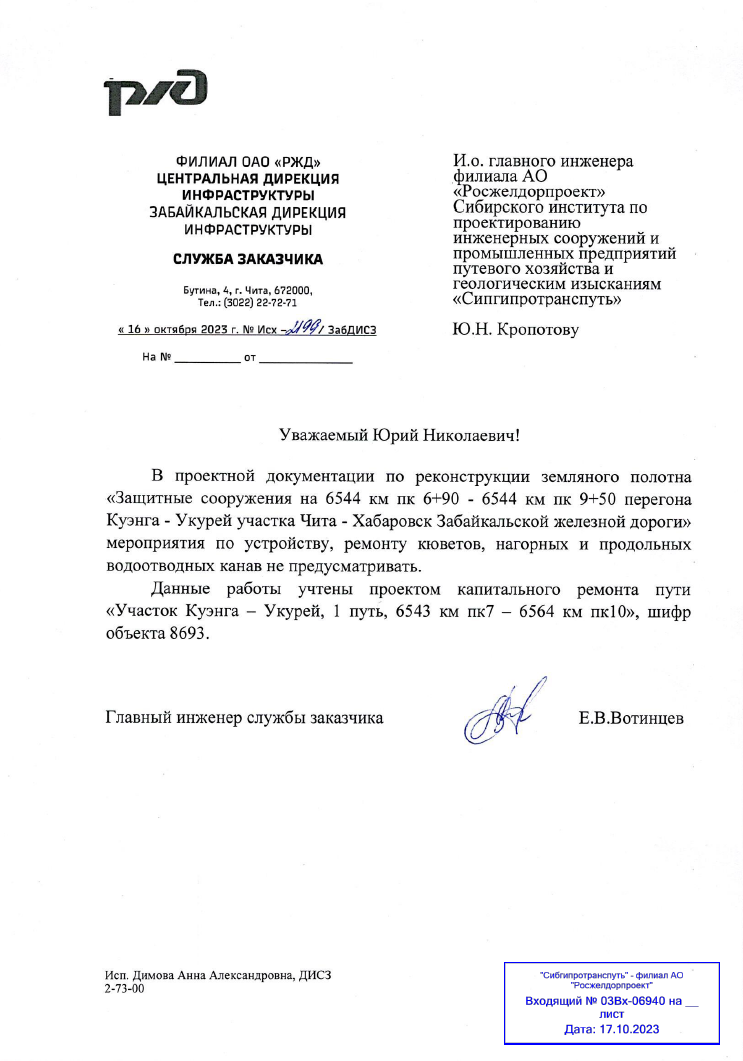 ржд
ФИЛИАЛ ОАО «РЖД»
ЦЕНТРАЛЬНАЯ ДИРЕКЦИЯ
ИНФРАСТРУКТУРЫ
ЗАБАЙКАЛЬСКАЯ ДИРЕКЦИЯ
ИНФРАСТРУКТУРЫ
СЛУЖБА ЗАКАЗЧИКА
Бутина, 4, г. Чита, 672000,
Тел.: (3022) 22-72-71
« 16 » октября 2023 г. № Исх – / ЗабДИСЗ
На № ___________ от ________________
И.о. главного инженера
филиала АО
«Росжелдорпроект»
Сибирского института по
проектированию
инженерных сооружений и
промышленных предприятий
путевого хозяйства и
геологическим изысканиям
«Сипгипротранспуть»
Ю.Н. Кропотову
Уважаемый Юрий Николаевич!
В проектной документации по реконструкции земляного полотна
«Защитные сооружения на 6544 км пк 6+90 - 6544 км пк 9+50 перегона
Куэнга - Укурей участка Чита - Хабаровск Забайкальской железной дороги»
мероприятия по устройству, ремонту кюветов, нагорных и продольных
водоотводных канав не предусматривать.
Данные работы учтены проектом капитального ремонта пути
«Участок Куэнга – Укурей, 1 путь, 6543 км пк7 – 6564 км пк10», шифр
объекта 8693.
Главный инженер службы заказчика Е.В.Вотинцев
Исп. Димова Анна Александровна, ДИСЗ
2-73-00
"Сибгипротранспуть" - филиал АО
"Росжелдорпроект"
Входящий № 03Вх-06940 на __
лист
Дата: 17.10.2023